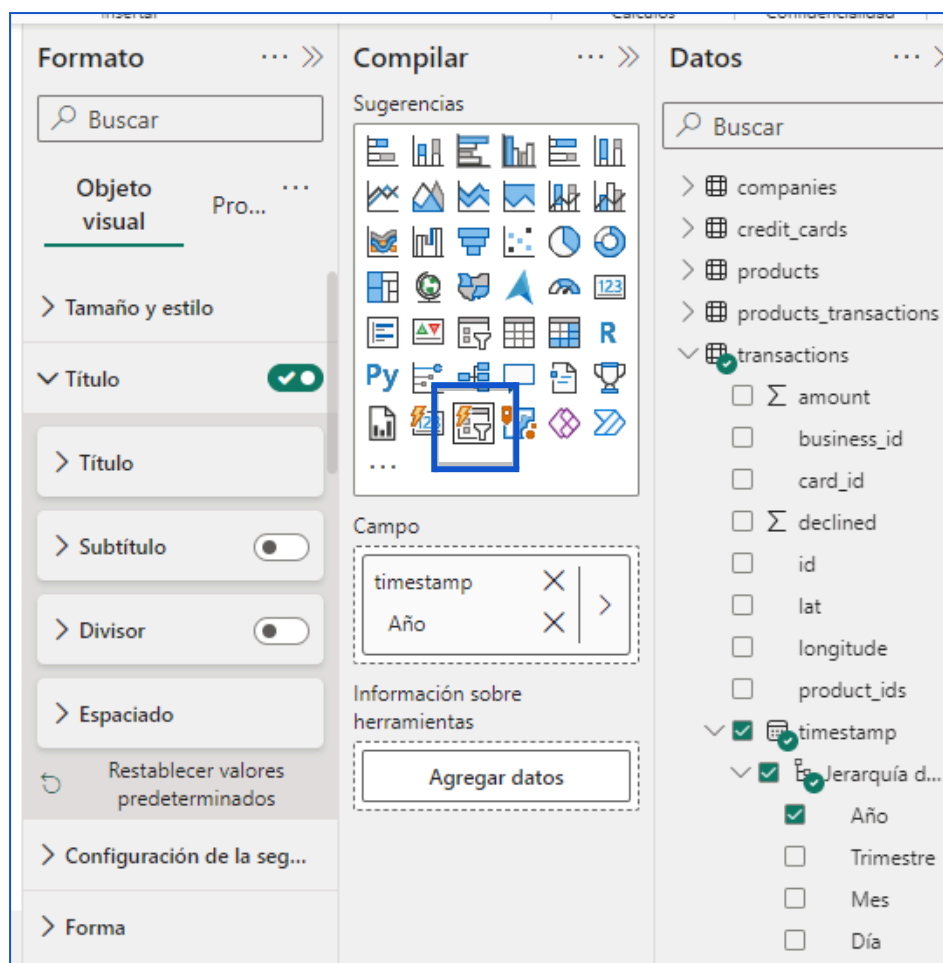 Insertar
Cálculos
Confidencialidad
Formato
Buscar
Objeto
visual
Pro...
Tamaño y estilo
Título
Título
Subtítulo
Divisor
Espaciado
Restablecer valores
predeterminados
Configuración de la seg...
Forma
Compilar
Sugerencias
123
R
Py
123
Campo
timestamp
Año
Información sobre
herramientas
Agregar datos
Datos
Buscar
companies
credit_cards
products
products_transactions
transactions
amount
business_id
card_id
declined
id
lat
longitude
product_ids
timestamp
Jerarquía d...
Año
Trimestre
Mes
Día